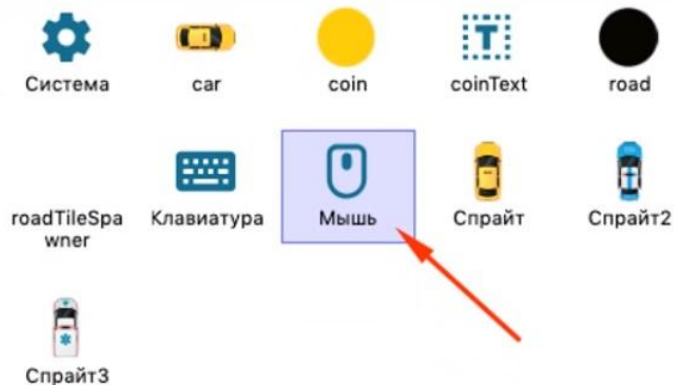 Система car coin coinText road
roadTileSpa
wner
Клавиатура Мышь Спрайт Спрайт2
Спрайт3